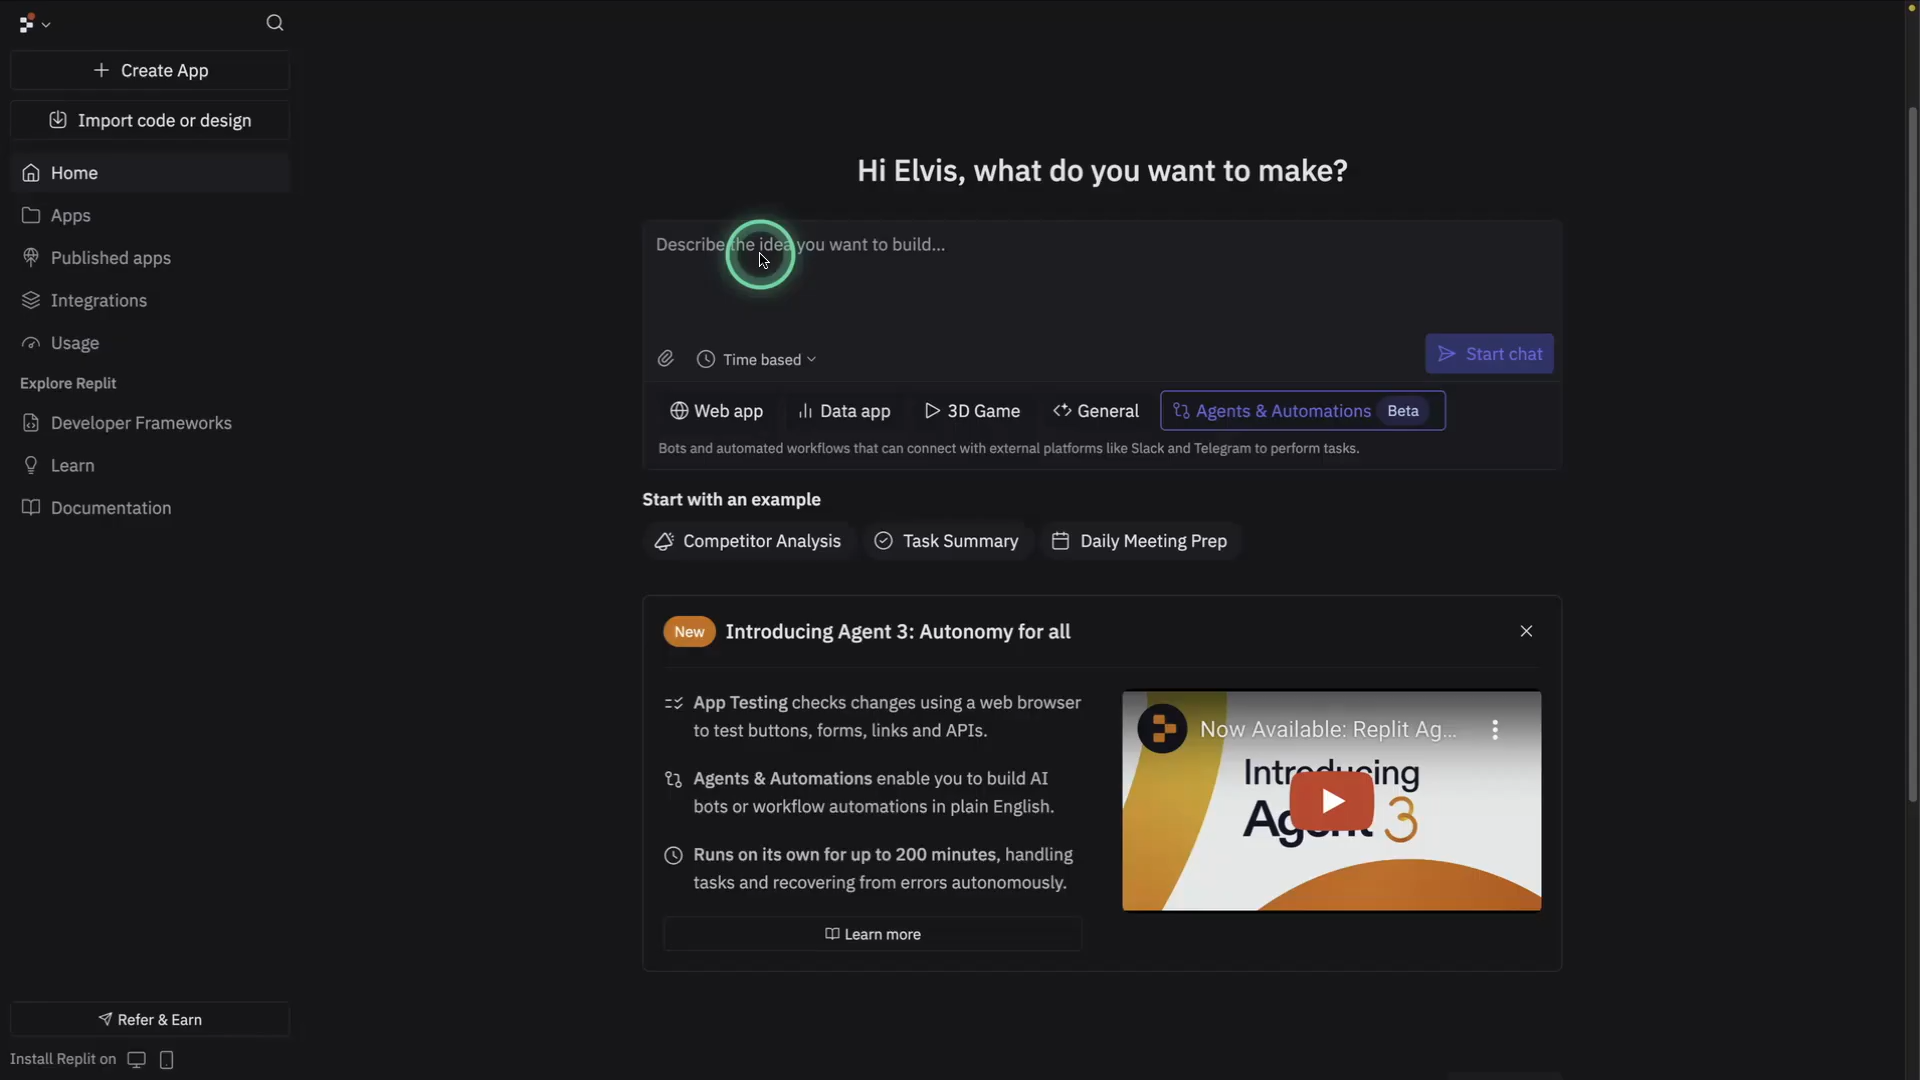 Create App
Import code or design
Home
Apps
Published apps
Integrations
Usage
Explore Replit
Developer Frameworks
Learn
Documentation
Refer & Earn
Install Replit on
Hi Elvis, what do you want to make?
Describe the idea you want to build...
Time based
Start chat
Web app
Data app
3D Game
General
Agents & Automations Beta
Bots and automated workflows that can connect with external platforms like Slack and Telegram to perform tasks.
Start with an example
Competitor Analysis
Task Summary
Daily Meeting Prep
New Introducing Agent 3: Autonomy for all
App Testing checks changes using a web browser
to test buttons, forms, links and APIs.
Agents & Automations enable you to build AI
bots or workflow automations in plain English.
Runs on its own for up to 200 minutes, handling
tasks and recovering from errors autonomously.
Learn more
Now Available: Replit Ag...
Introducing
Agent 3